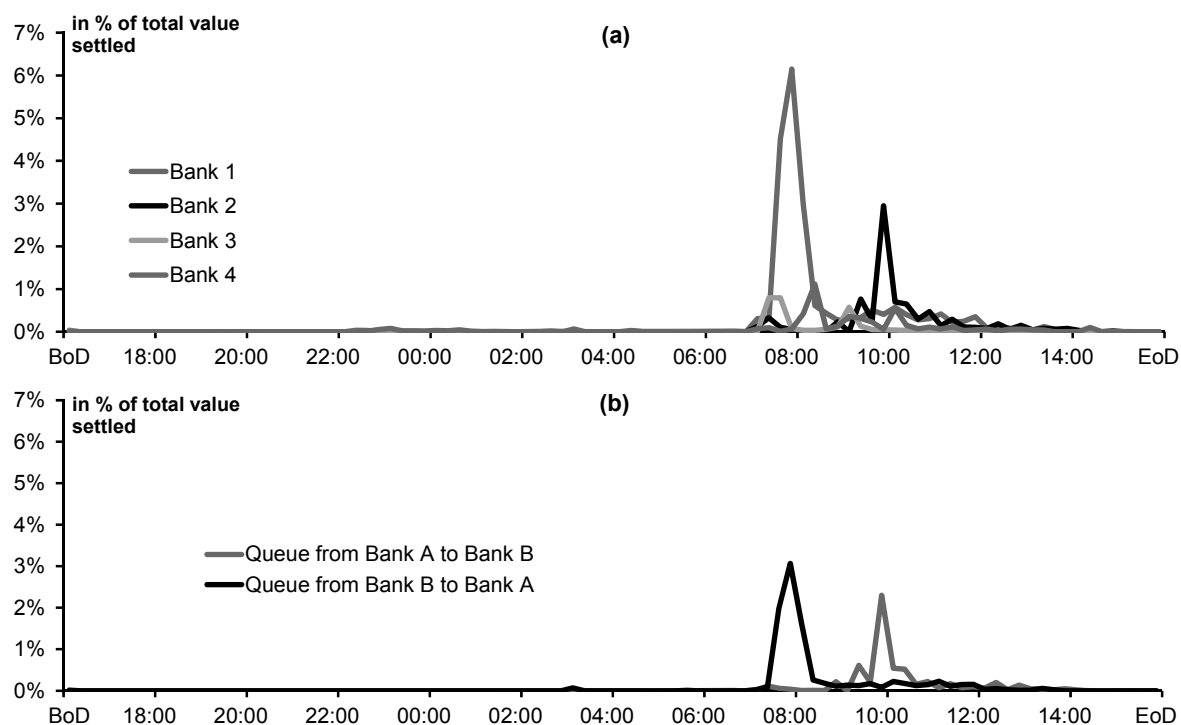 in % of total value
settled
(a)
7%
6%
5%
4%
3%
2%
1%
0%
Bank 1
Bank 2
Bank 3
Bank 4
BoD 18:00 20:00 22:00 00:00 02:00 04:00 06:00 08:00 10:00 12:00 14:00 EoD
in % of total value
settled
(b)
7%
6%
5%
4%
3%
2%
1%
0%
Queue from Bank A to Bank B
Queue from Bank B to Bank A
BoD 18:00 20:00 22:00 00:00 02:00 04:00 06:00 08:00 10:00 12:00 14:00 EoD